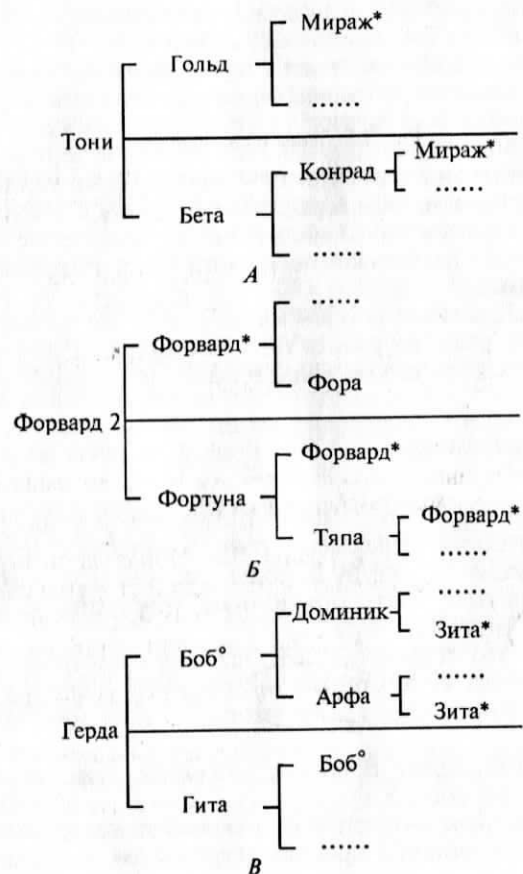 Мираж*
Гольд
......
Тони
Конрад Мираж*
......
Бета
......
А
......
Форвард*
Фора
Форвард 2
Форвард*
Фортуна
Форвард*
Тяпа
......
Б
......
Доминик
Зита*
Боб°
......
Арфа
Зита*
Герда
Боб°
Гита
......
В